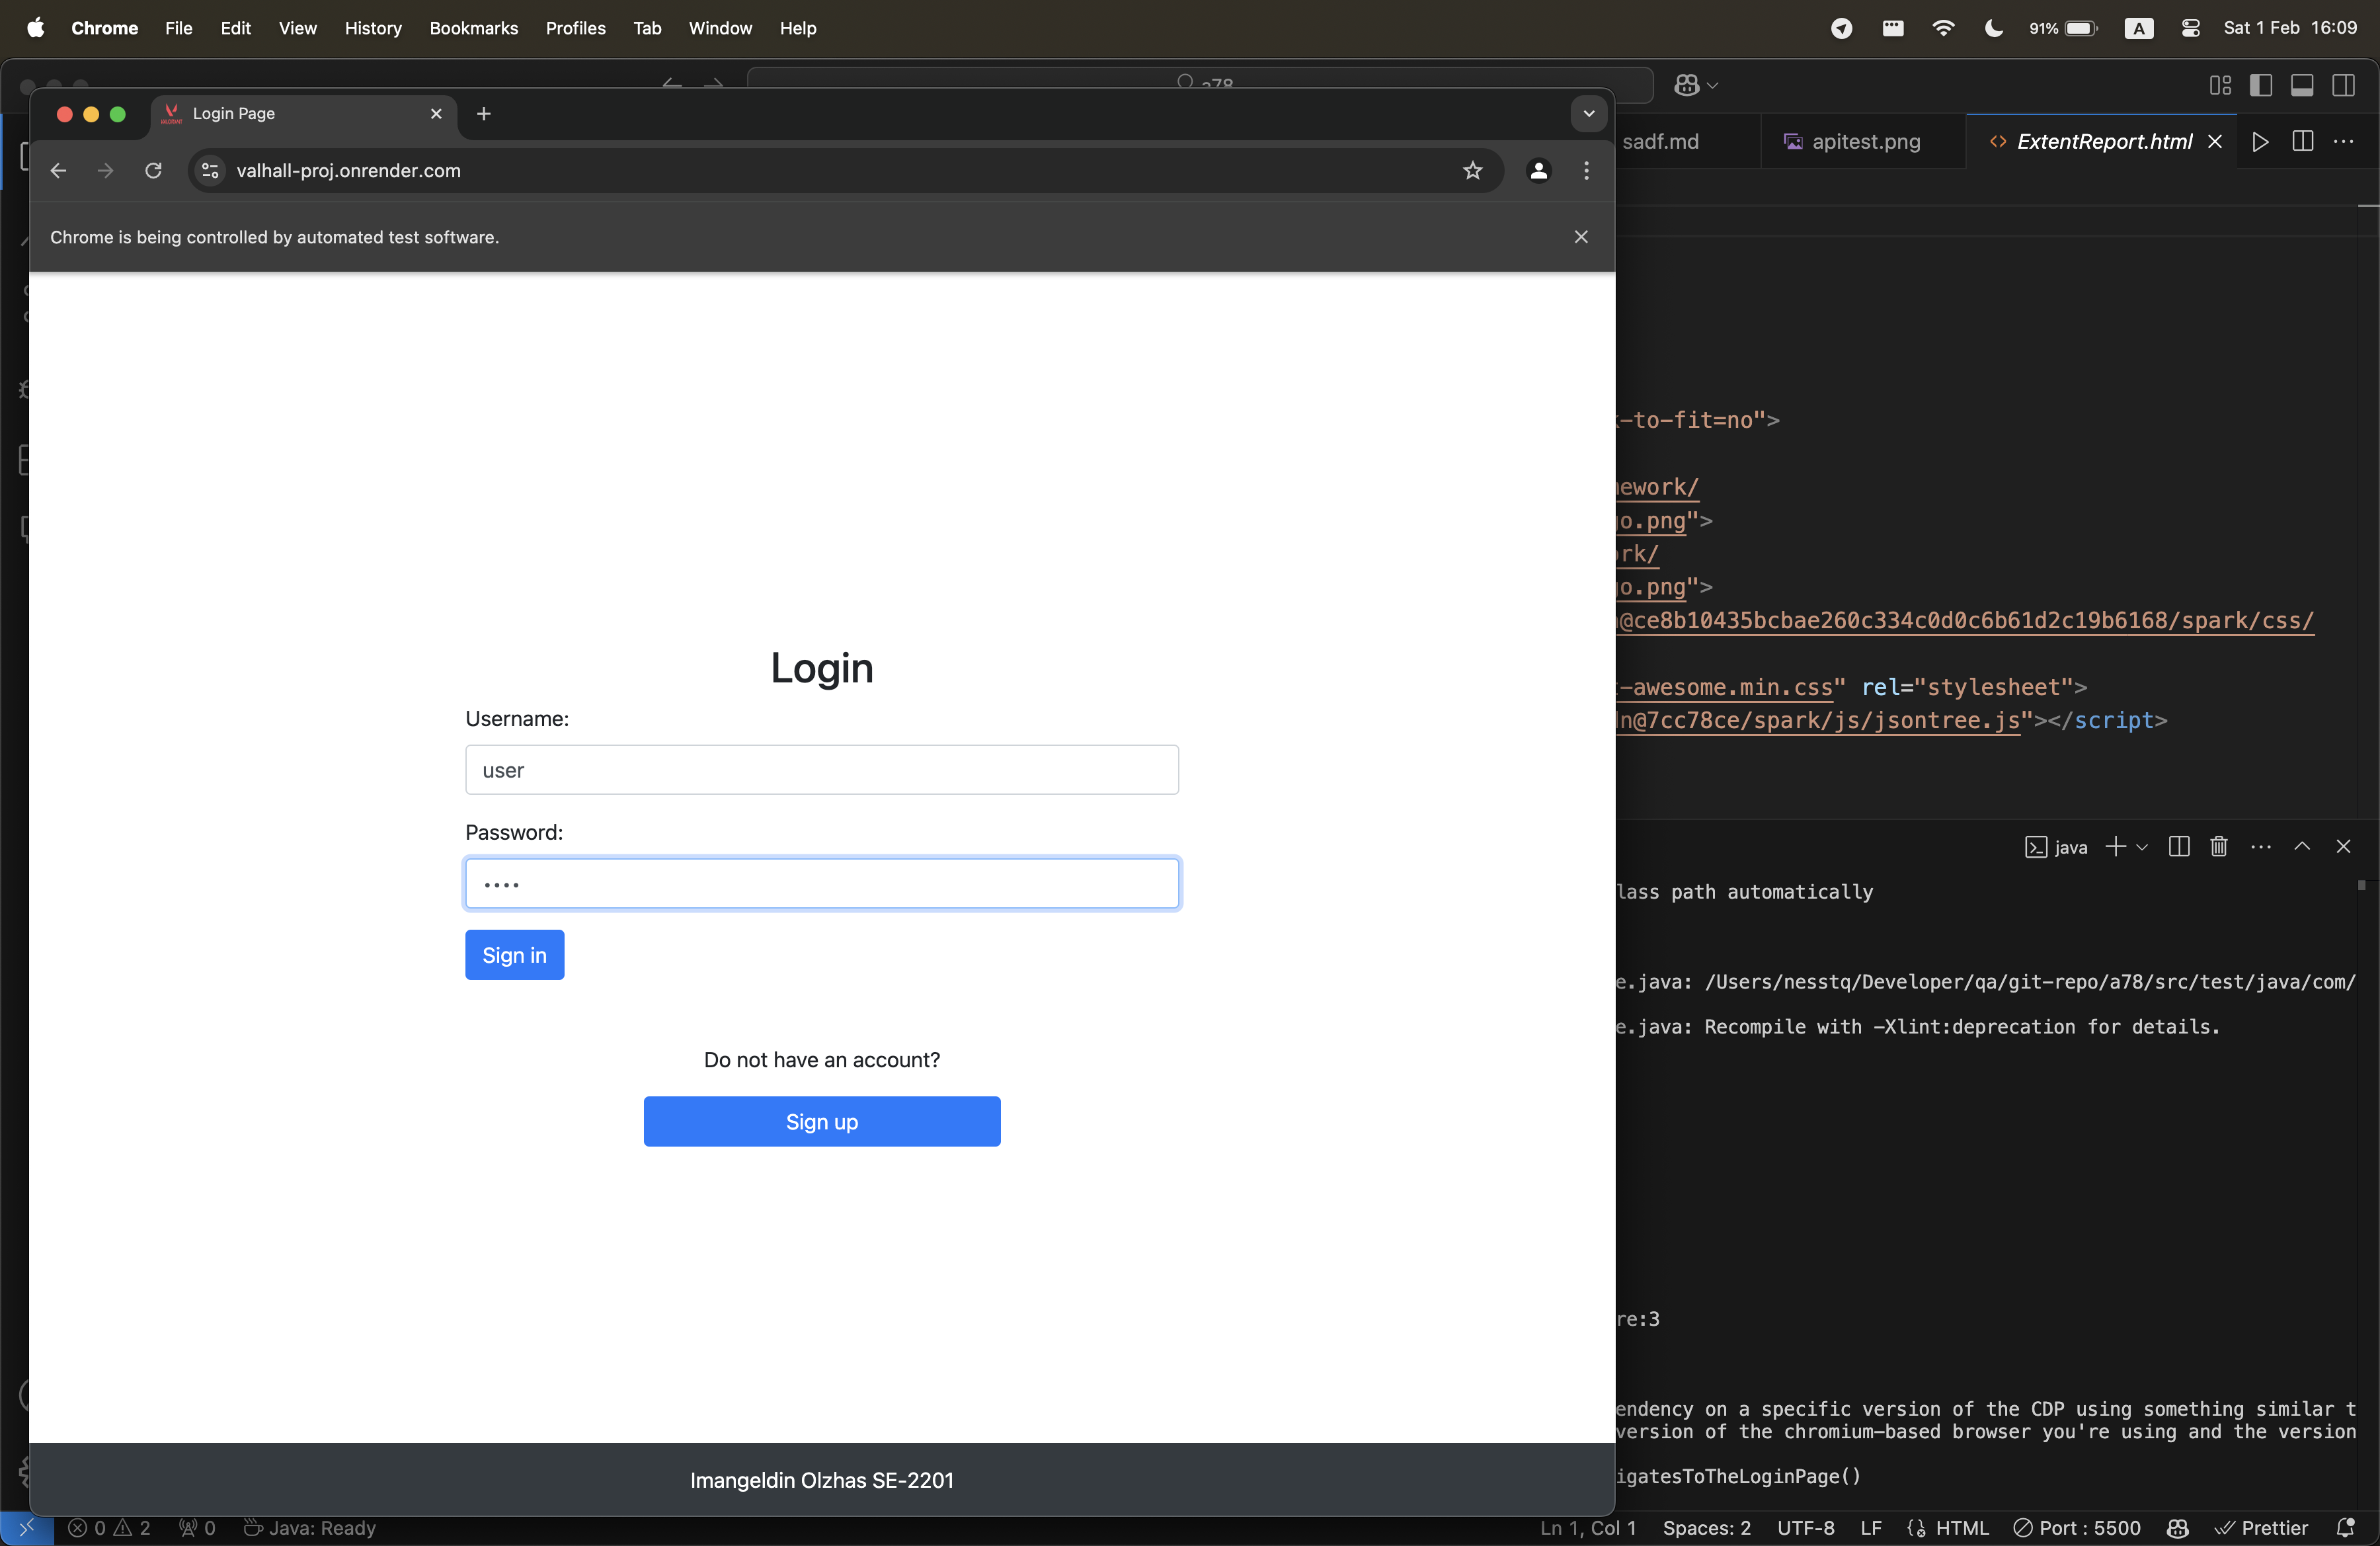 Chrome File Edit View History Bookmarks Profiles Tab Window Help 91% A Sat 1 Feb 16:09
a78
Login Page
sadf.md apitest.png ExtentReport.html
valhall-proj.onrender.com
Chrome is being controlled by automated test software.
-to-fit=no">
ework/
o.png">
rk/
o.png">
@ce8b10435bcbae260c334c0d0c6b61d2c19b6168/spark/css/
-awesome.min.css" rel="stylesheet">
n@7cc78ce/spark/js/jsontree.js"></script>
Login
Username:
user
Password:
••••
Sign in
Do not have an account?
Sign up
Imangeldin Olzhas SE-2201
java
lass path automatically
e.java: /Users/nesstq/Developer/qa/git-repo/a78/src/test/java/com/
e.java: Recompile with -Xlint:deprecation for details.
re:3
endency on a specific version of the CDP using something similar t
version of the chromium-based browser you're using and the version
igatesToTheLoginPage()
0 2 0 Java: Ready Ln 1, Col 1 Spaces: 2 UTF-8 LF HTML Port : 5500 Prettier